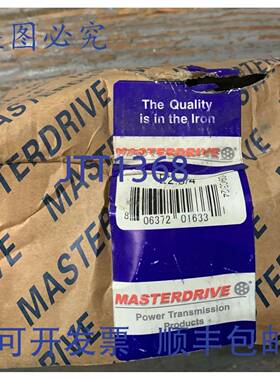 盗图必究
The Quality
is in the Iron
MASTERDRIVE
JTT1368
06372 01633
MASTERDRIVE
Power Transmission
Products
MASTERDRIVE
可开发票 顺丰包邮